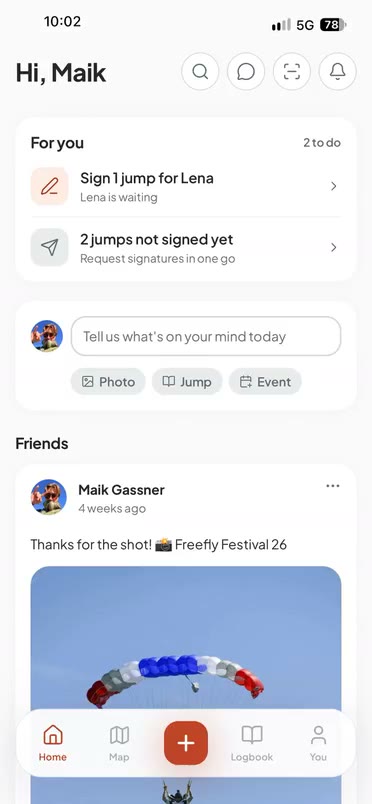 10:02
5G 78
Hi, Maik
For you
2 to do
Sign 1 jump for Lena
Lena is waiting
2 jumps not signed yet
Request signatures in one go
Tell us what's on your mind today
Photo
Jump
Event
Friends
Maik Gassner
4 weeks ago
Thanks for the shot! 📸 Freefly Festival 26
Home
Map
Logbook
You